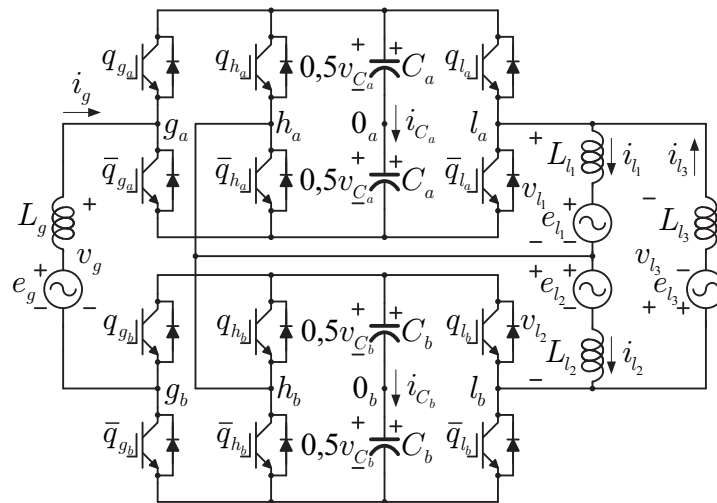 q_{g_a} q_{h_a} 0,5v_{C_a} + + C_a q_{l_a}
i_g g_a h_a 0_a i_{C_a} l_a
q̅_{g_a} q̅_{h_a} 0,5v_{C_a} + + C_a q̅_{l_a} + L_{l_1} i_{l_1} i_{l_3}
L_g + v_{l_1} − L_{l_3}
v_g e_{l_1} + − −
e_g + − − + + e_{l_2} − v_{l_3} − e_{l_3} + +
q_{g_b} q_{h_b} 0,5v_{C_b} + + C_b q_{l_b} v_{l_2} L_{l_2} i_{l_2}
g_b h_b 0_b i_{C_b} l_b −
q̅_{g_b} q̅_{h_b} 0,5v_{C_b} + + C_b q̅_{l_b}